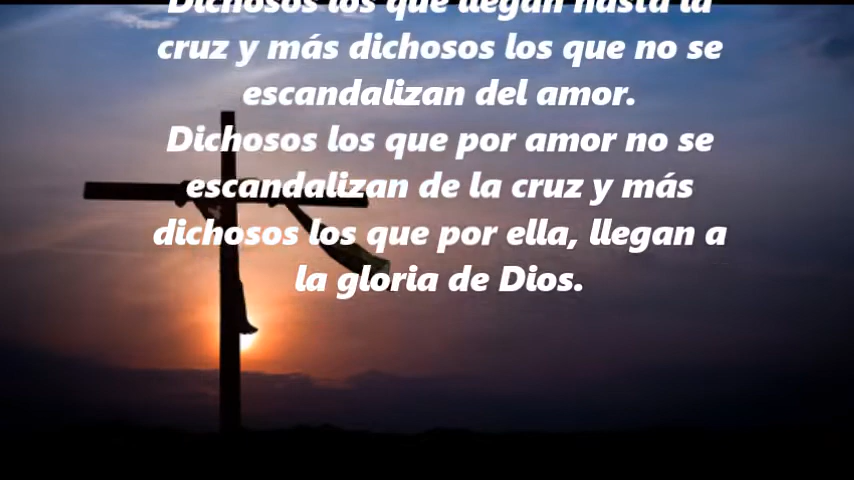 Dichosos los que llegan hasta la
cruz y más dichosos los que no se
escandalizan del amor.
Dichosos los que por amor no se
escandalizan de la cruz y más
dichosos los que por ella, llegan a
la gloria de Dios.